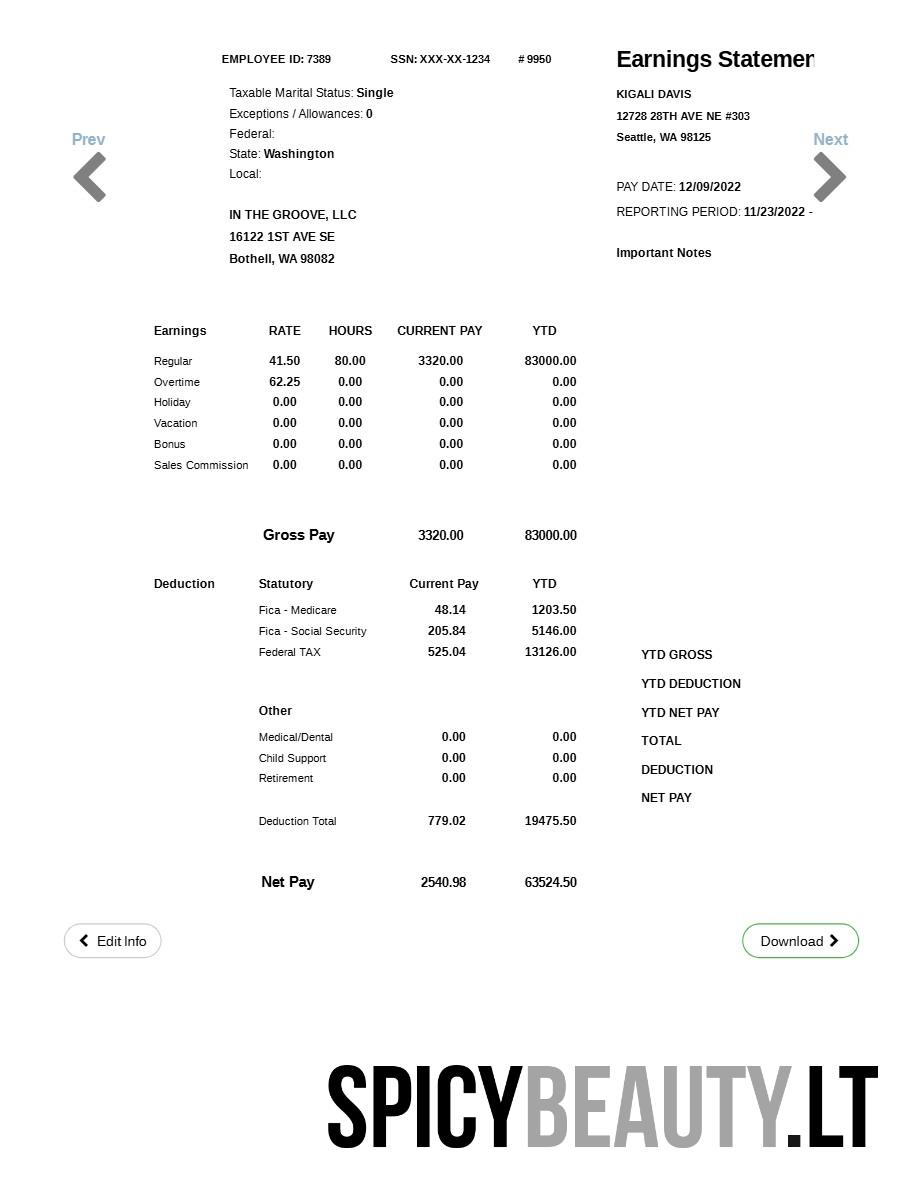 EMPLOYEE ID: 7389 SSN: XXX-XX-1234 # 9950
Earnings Statemen
Taxable Marital Status: Single
Exceptions / Allowances: 0
Federal:
State: Washington
Local:
KIGALI DAVIS
12728 28TH AVE NE #303
Seattle, WA 98125
Prev
Next
PAY DATE: 12/09/2022
REPORTING PERIOD: 11/23/2022 -
IN THE GROOVE, LLC
16122 1ST AVE SE
Bothell, WA 98082
Important Notes
Earnings RATE HOURS CURRENT PAY YTD
Regular 41.50 80.00 3320.00 83000.00
Overtime 62.25 0.00 0.00 0.00
Holiday 0.00 0.00 0.00 0.00
Vacation 0.00 0.00 0.00 0.00
Bonus 0.00 0.00 0.00 0.00
Sales Commission 0.00 0.00 0.00 0.00
Gross Pay 3320.00 83000.00
Deduction Statutory Current Pay YTD
Fica - Medicare 48.14 1203.50
Fica - Social Security 205.84 5146.00
Federal TAX 525.04 13126.00
Other
Medical/Dental 0.00 0.00
Child Support 0.00 0.00
Retirement 0.00 0.00
Deduction Total 779.02 19475.50
Net Pay 2540.98 63524.50
YTD GROSS
YTD DEDUCTION
YTD NET PAY
TOTAL
DEDUCTION
NET PAY
Edit Info
Download
SPICYBEAUTY.LT